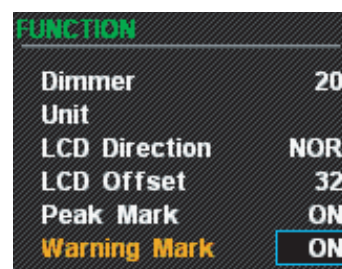 FUNCTION
Dimmer 20
Unit
LCD Direction NOR
LCD Offset 32
Peak Mark ON
Warning Mark ON